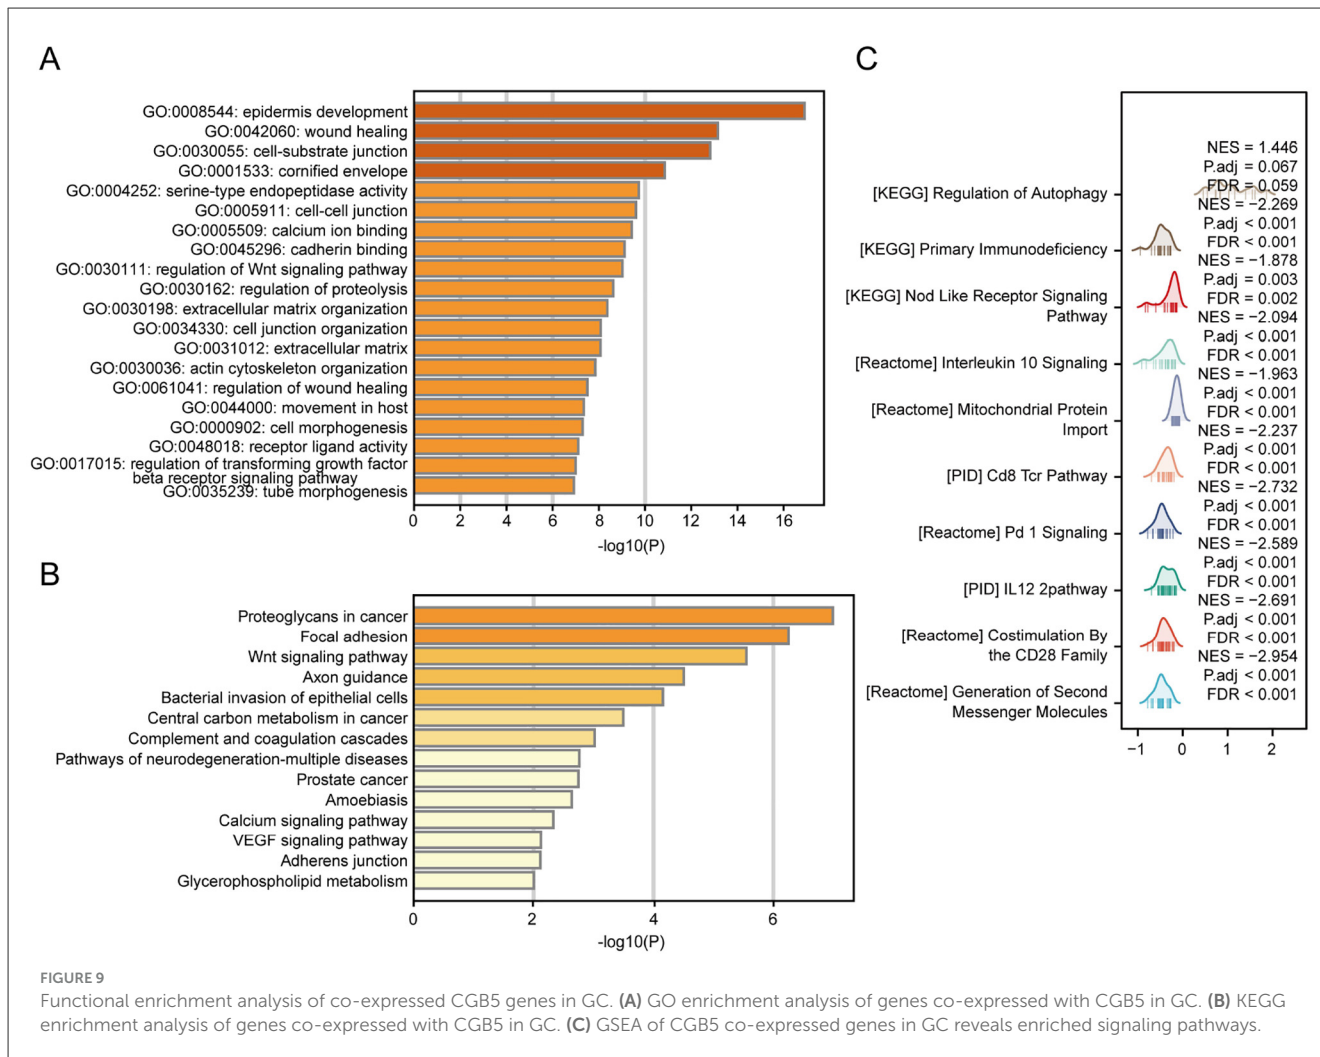 A
GO:0008544: epidermis development
GO:0042060: wound healing
GO:0030055: cell-substrate junction
GO:0001533: cornified envelope
GO:0004252: serine-type endopeptidase activity
GO:0005911: cell-cell junction
GO:0005509: calcium ion binding
GO:0045296: cadherin binding
GO:0030111: regulation of Wnt signaling pathway
GO:0030162: regulation of proteolysis
GO:0030198: extracellular matrix organization
GO:0034330: cell junction organization
GO:0031012: extracellular matrix
GO:0030036: actin cytoskeleton organization
GO:0061041: regulation of wound healing
GO:0044000: movement in host
GO:0000902: cell morphogenesis
GO:0048018: receptor ligand activity
GO:0017015: regulation of transforming growth factor
beta receptor signaling pathway
GO:0035239: tube morphogenesis
0 2 4 6 8 10 12 14 16
-log10(P)
B
Proteoglycans in cancer
Focal adhesion
Wnt signaling pathway
Axon guidance
Bacterial invasion of epithelial cells
Central carbon metabolism in cancer
Complement and coagulation cascades
Pathways of neurodegeneration-multiple diseases
Prostate cancer
Amoebiasis
Calcium signaling pathway
VEGF signaling pathway
Adherens junction
Glycerophospholipid metabolism
0 2 4 6
-log10(P)
C
NES = 1.446
P.adj = 0.067
[KEGG] Regulation of Autophagy
FDR = 0.059
NES = −2.269
P.adj < 0.001
[KEGG] Primary Immunodeficiency
FDR < 0.001
NES = −1.878
P.adj = 0.003
[KEGG] Nod Like Receptor Signaling
Pathway
FDR = 0.002
NES = −2.094
P.adj < 0.001
[Reactome] Interleukin 10 Signaling
FDR < 0.001
NES = −1.963
P.adj < 0.001
[Reactome] Mitochondrial Protein
Import
FDR < 0.001
NES = −2.237
P.adj < 0.001
[PID] Cd8 Tcr Pathway
FDR < 0.001
NES = −2.732
P.adj < 0.001
[Reactome] Pd 1 Signaling
FDR < 0.001
NES = −2.589
P.adj < 0.001
[PID] IL12 2pathway
FDR < 0.001
NES = −2.691
P.adj < 0.001
[Reactome] Costimulation By
the CD28 Family
FDR < 0.001
NES = −2.954
P.adj < 0.001
[Reactome] Generation of Second
Messenger Molecules
FDR < 0.001
−1 0 1 2
FIGURE 9
Functional enrichment analysis of co-expressed CGB5 genes in GC. (A) GO enrichment analysis of genes co-expressed with CGB5 in GC. (B) KEGG
enrichment analysis of genes co-expressed with CGB5 in GC. (C) GSEA of CGB5 co-expressed genes in GC reveals enriched signaling pathways.